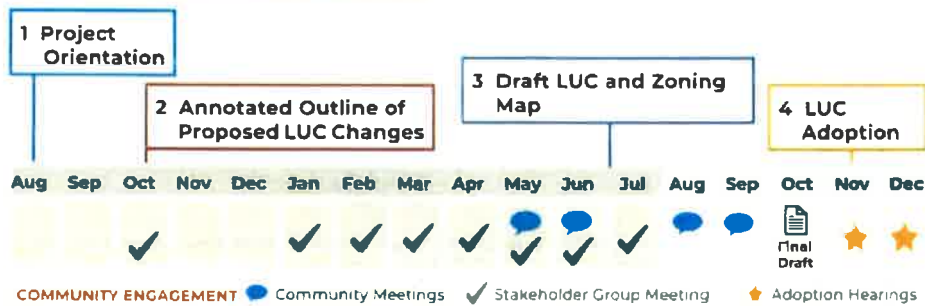 1 Project
Orientation
2 Annotated Outline of
Proposed LUC Changes
3 Draft LUC and Zoning
Map
4 LUC
Adoption
Aug Sep Oct Nov Dec Jan Feb Mar Apr May Jun Jul Aug Sep Oct Nov Dec
Final
Draft
COMMUNITY ENGAGEMENT Community Meetings Stakeholder Group Meeting Adoption Hearings